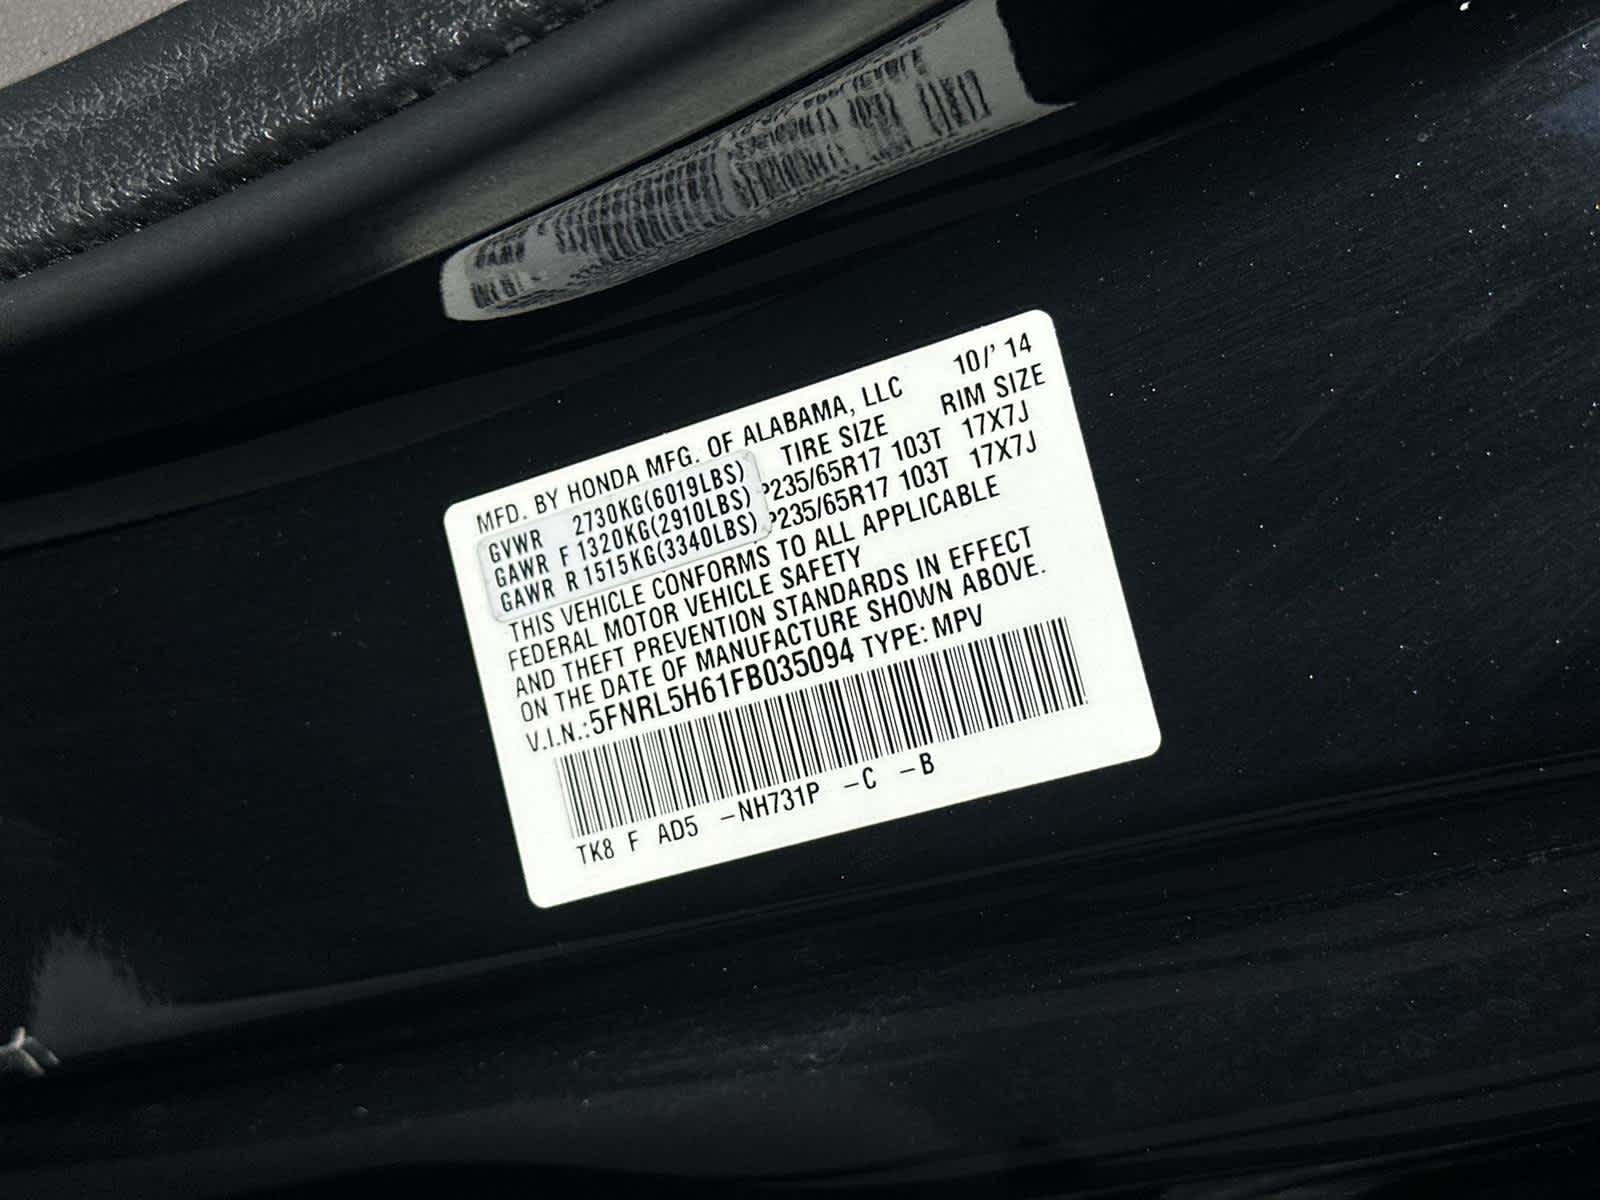 MFD. BY HONDA MFG. OF ALABAMA, LLC 10/' 14
TIRE SIZE RIM SIZE
GVWR 2730KG(6019LBS)
GAWR F 1320KG(2910LBS) P235/65R17 103T 17X7J
GAWR R 1515KG(3340LBS) P235/65R17 103T 17X7J
THIS VEHICLE CONFORMS TO ALL APPLICABLE
FEDERAL MOTOR VEHICLE SAFETY
AND THEFT PREVENTION STANDARDS IN EFFECT
ON THE DATE OF MANUFACTURE SHOWN ABOVE.
V.I.N.:5FNRL5H61FB035094 TYPE: MPV
TK8 F AD5 -NH731P -C -B